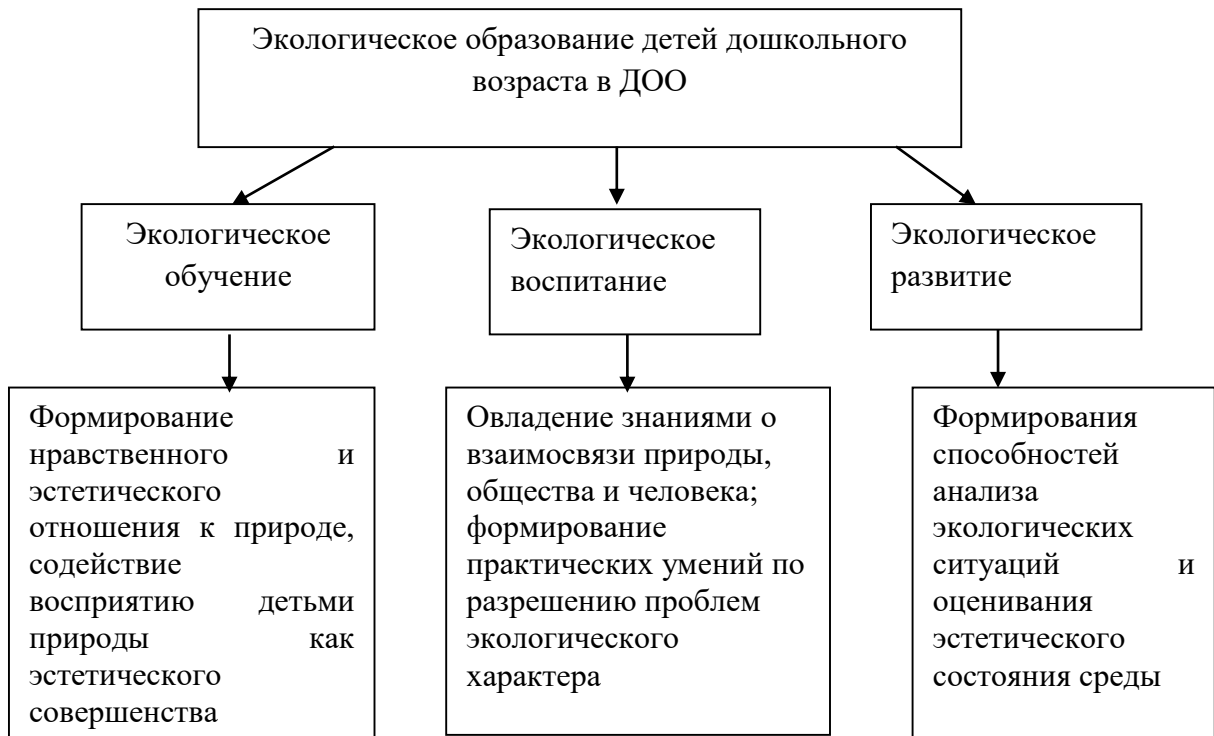 Экологическое образование детей дошкольного
возраста в ДОО
Экологическое
обучение
Экологическое
воспитание
Экологическое
развитие
Формирование
нравственного и
эстетического
отношения к природе,
содействие
восприятию детьми
природы как
эстетического
совершенства
Овладение знаниями о
взаимосвязи природы,
общества и человека;
формирование
практических умений по
разрешению проблем
экологического
характера
Формирования
способностей
анализа
экологических
ситуаций и
оценивания
эстетического
состояния среды